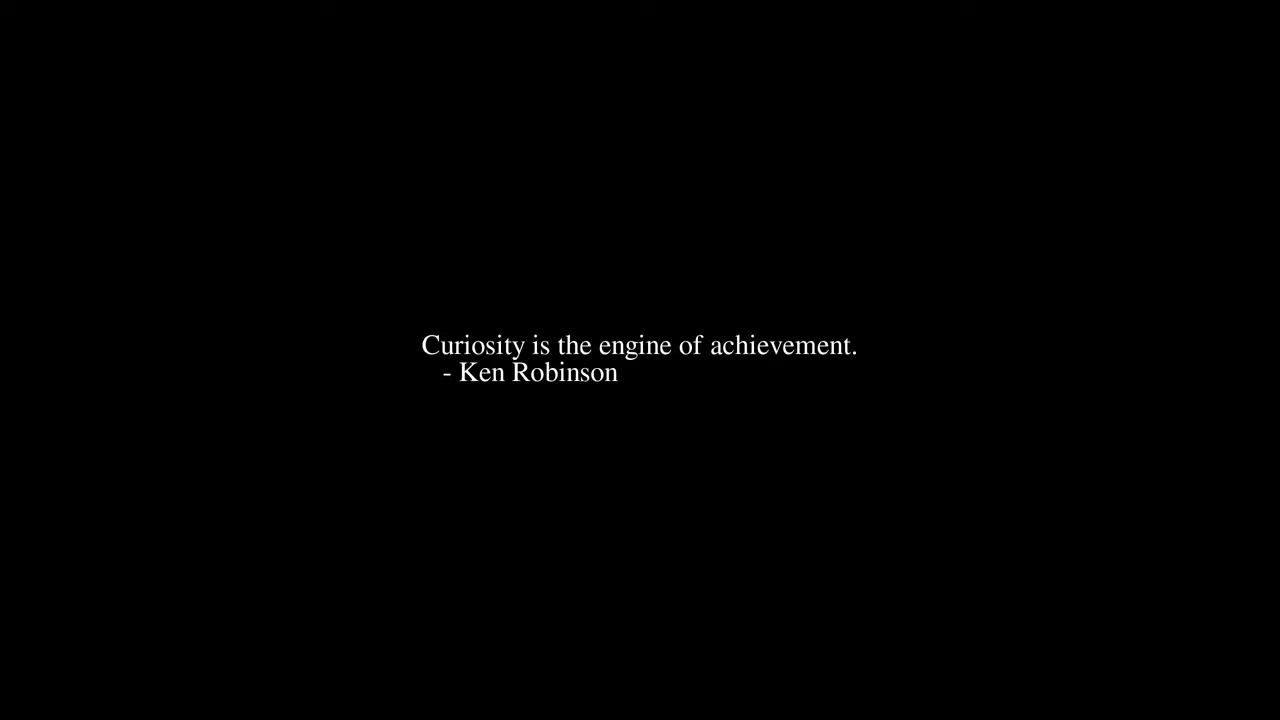 Curiosity is the engine of achievement.
- Ken Robinson